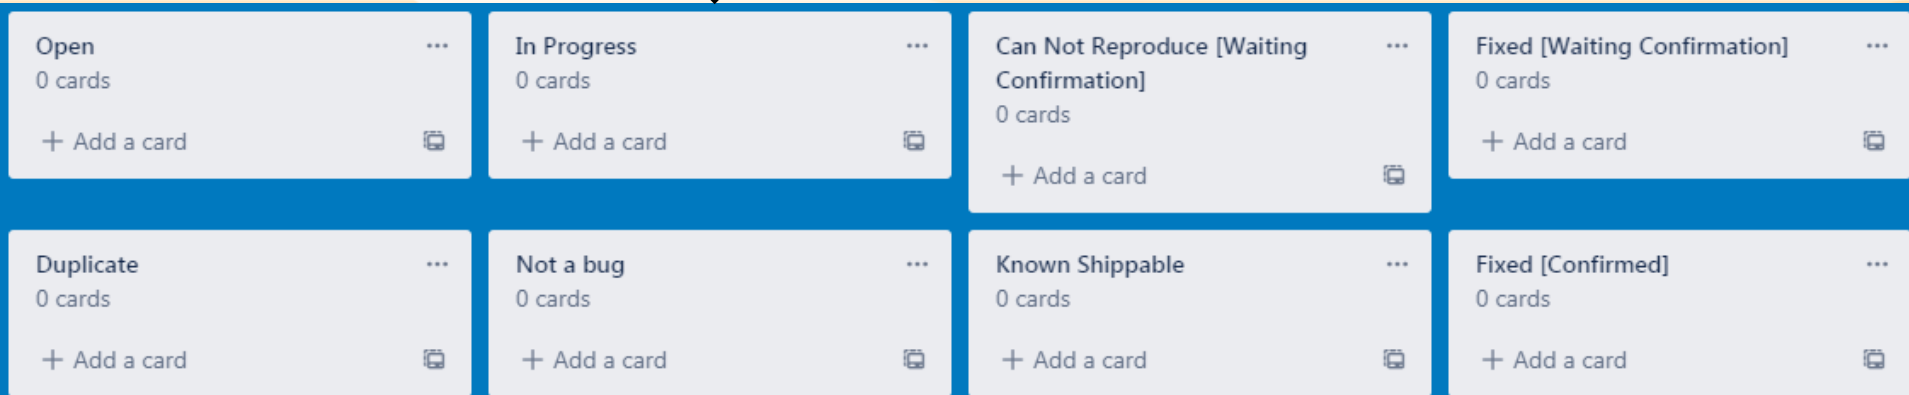 Open
0 cards
+ Add a card
In Progress
0 cards
+ Add a card
Can Not Reproduce [Waiting
Confirmation]
0 cards
+ Add a card
Fixed [Waiting Confirmation]
0 cards
+ Add a card
Duplicate
0 cards
+ Add a card
Not a bug
0 cards
+ Add a card
Known Shippable
0 cards
+ Add a card
Fixed [Confirmed]
0 cards
+ Add a card